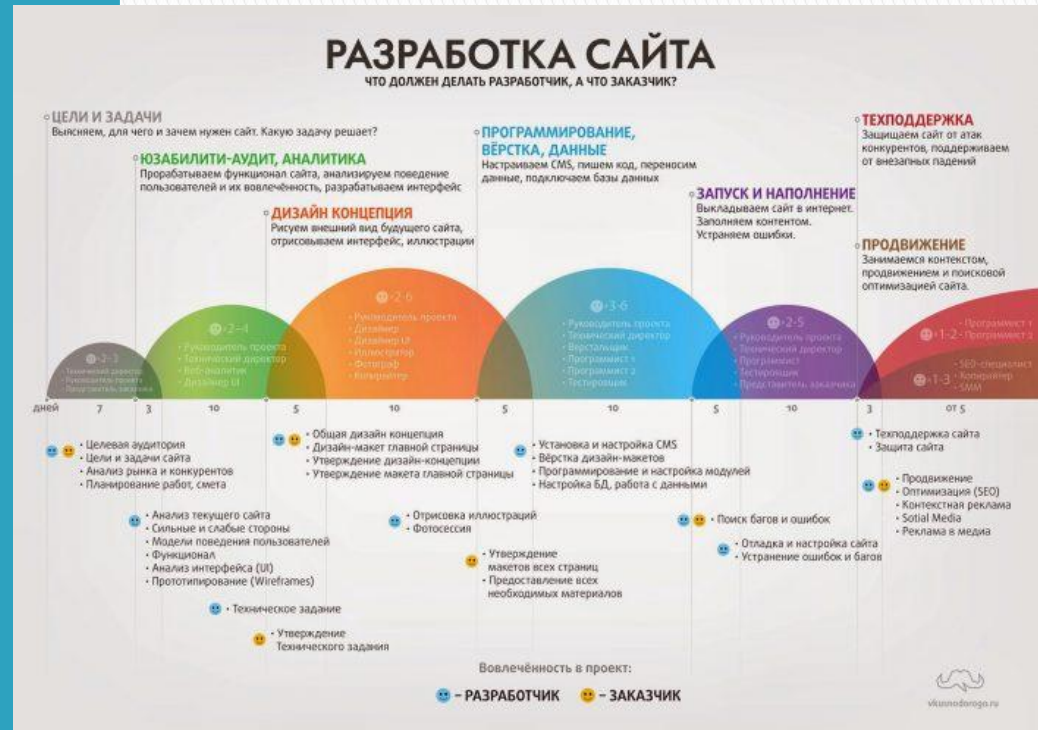 РАЗРАБОТКА САЙТА
ЧТО ДОЛЖЕН ДЕЛАТЬ РАЗРАБОТЧИК, А ЧТО ЗАКАЗЧИК?
ЦЕЛИ И ЗАДАЧИ
Выясняем, для чего и зачем нужен сайт. Какую задачу решает?
ЮЗАБИЛИТИ-АУДИТ, АНАЛИТИКА
Прорабатываем функционал сайта, анализируем поведение
пользователей и их вовлечённость, разрабатываем интерфейс
ДИЗАЙН КОНЦЕПЦИЯ
Рисуем внешний вид будущего сайта,
отрисовываем интерфейс, иллюстрации
ПРОГРАММИРОВАНИЕ,
ВЁРСТКА, ДАННЫЕ
Настраиваем CMS, пишем код, переносим
данные, подключаем базы данных
ЗАПУСК И НАПОЛНЕНИЕ
Выкладываем сайт в интернет.
Заполняем контентом.
Устраняем ошибки.
ТЕХПОДДЕРЖКА
Защищаем сайт от атак
конкурентов, поддерживаем
от внезапных падений
ПРОДВИЖЕНИЕ
Занимаемся контекстом,
продвижением и поисковой
оптимизацией сайта.
2-3
Технический директор
Руководитель проекта
Представитель заказчика
2-4
• Руководитель проекта
• Технический директор
• Веб-аналитик
• Дизайнер UI
2-6
• Руководитель проекта
• Дизайнер
• Дизайнер UI
• Иллюстратор
• Фотограф
• Копирайтер
3-6
• Руководитель проекта
• Технический директор
• Верстальщик
• Программист 1
• Программист 2
• Тестировщик
2-5
• Руководитель проекта
• Технический директор
• Программист
• Тестировщик
• Представитель заказчика
1-2
• Программист 1
• Программист 2
1-3
• SEO-специалист
• Копирайтер
• SMM
дней 7 3 10 5 10 5 10 5 10 3 от 5
• Целевая аудитория
• Цели и задачи сайта
• Анализ рынка и конкурентов
• Планирование работ, смета
• Анализ текущего сайта
• Сильные и слабые стороны
• Модели поведения пользователей
• Функционал
• Анализ интерфейса (UI)
• Прототипирование (Wireframes)
• Техническое задание
• Утверждение
Технического задания
• Общая дизайн концепция
• Дизайн-макет главной страницы
• Утверждение дизайн-концепции
• Утверждение макета главной страницы
• Отрисовка иллюстраций
• Фотосессия
• Утверждение
макетов всех страниц
• Предоставление всех
необходимых материалов
• Установка и настройка CMS
• Вёрстка дизайн-макетов
• Программирование и настройка модулей
• Настройка БД, работа с данными
• Поиск багов и ошибок
• Отладка и настройка сайта
• Устранение ошибок и багов
• Техподдержка сайта
• Защита сайта
• Продвижение
• Оптимизация (SEO)
• Контекстная реклама
• Sotial Media
• Реклама в медиа
Вовлечённость в проект:
– РАЗРАБОТЧИК – ЗАКАЗЧИК
vkusnodorogo.ru